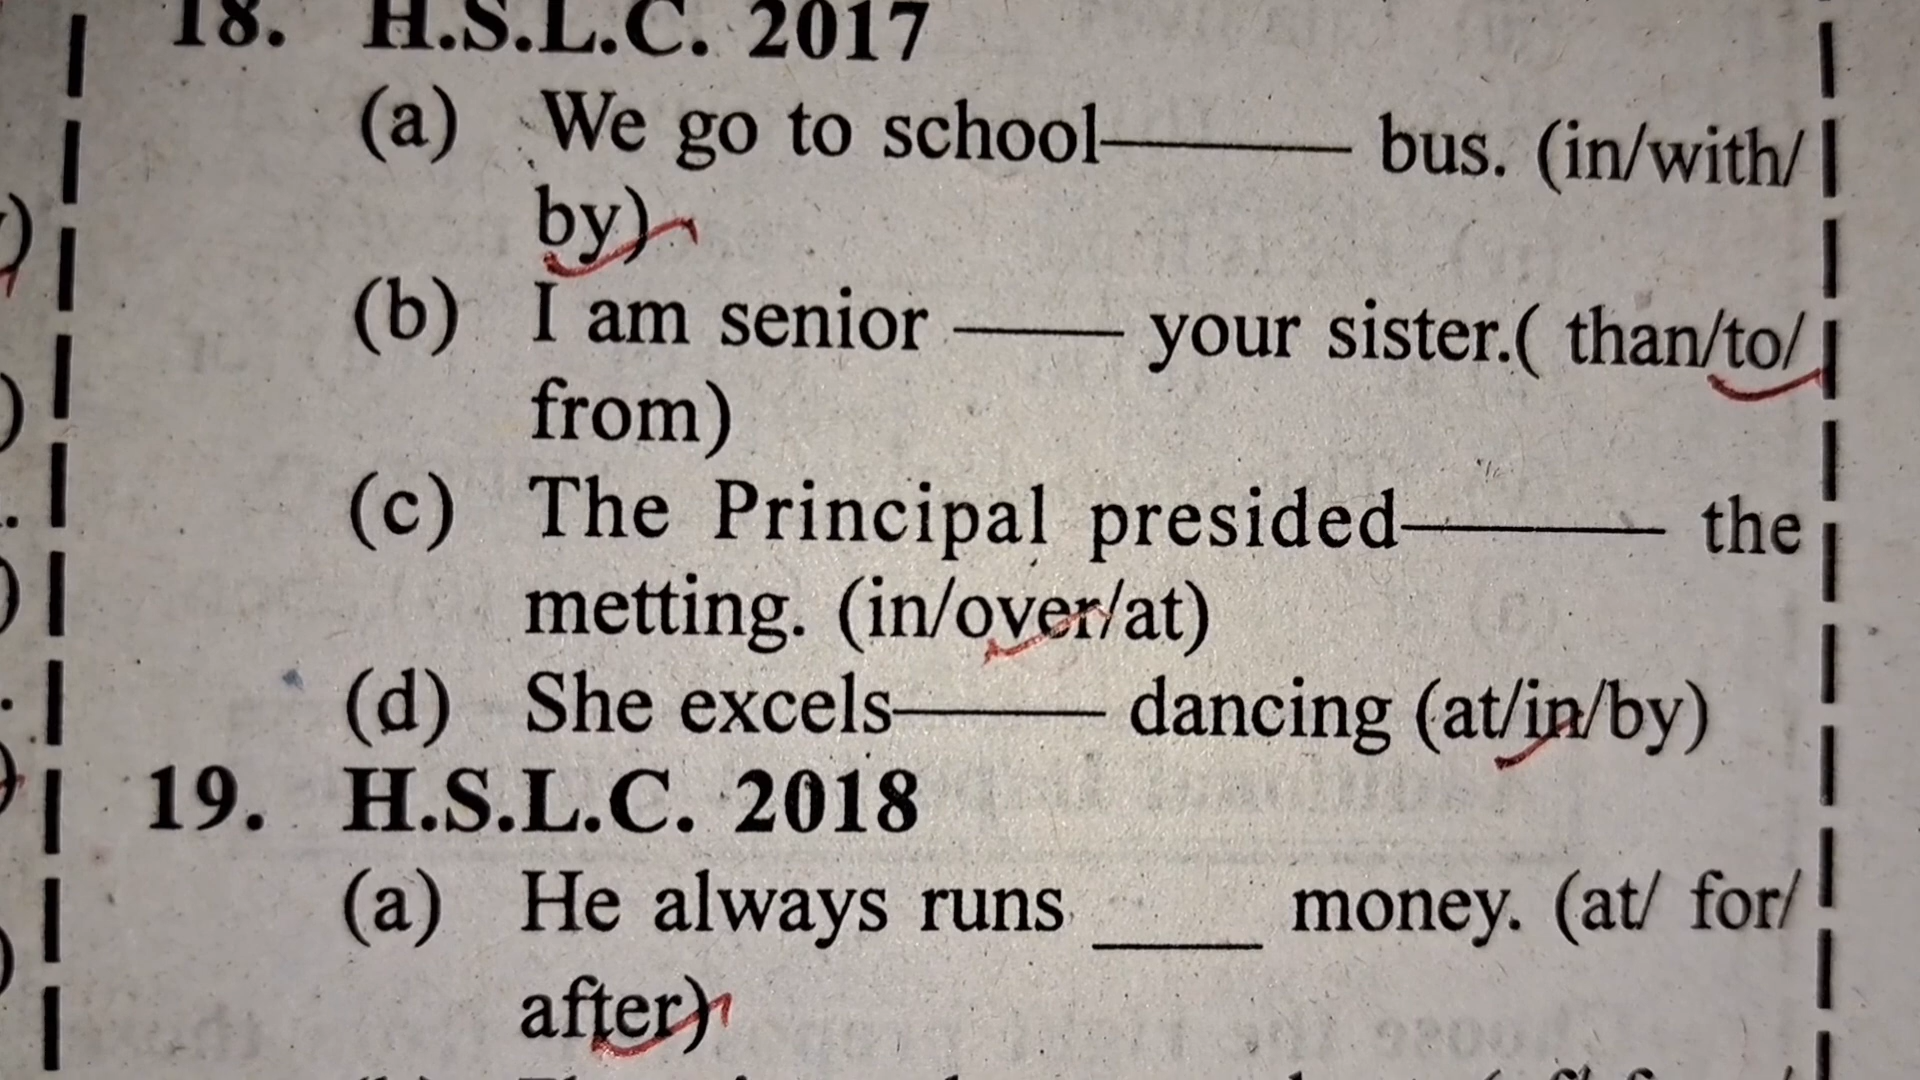 18. H.S.L.C. 2017
(a) We go to school——— bus. (in/with/
by)
(b) I am senior ——— your sister.( than/to/
from)
(c) The Principal presided——— the
metting. (in/over/at)
(d) She excels——— dancing (at/in/by)
19. H.S.L.C. 2018
(a) He always runs ____ money. (at/ for/
after)